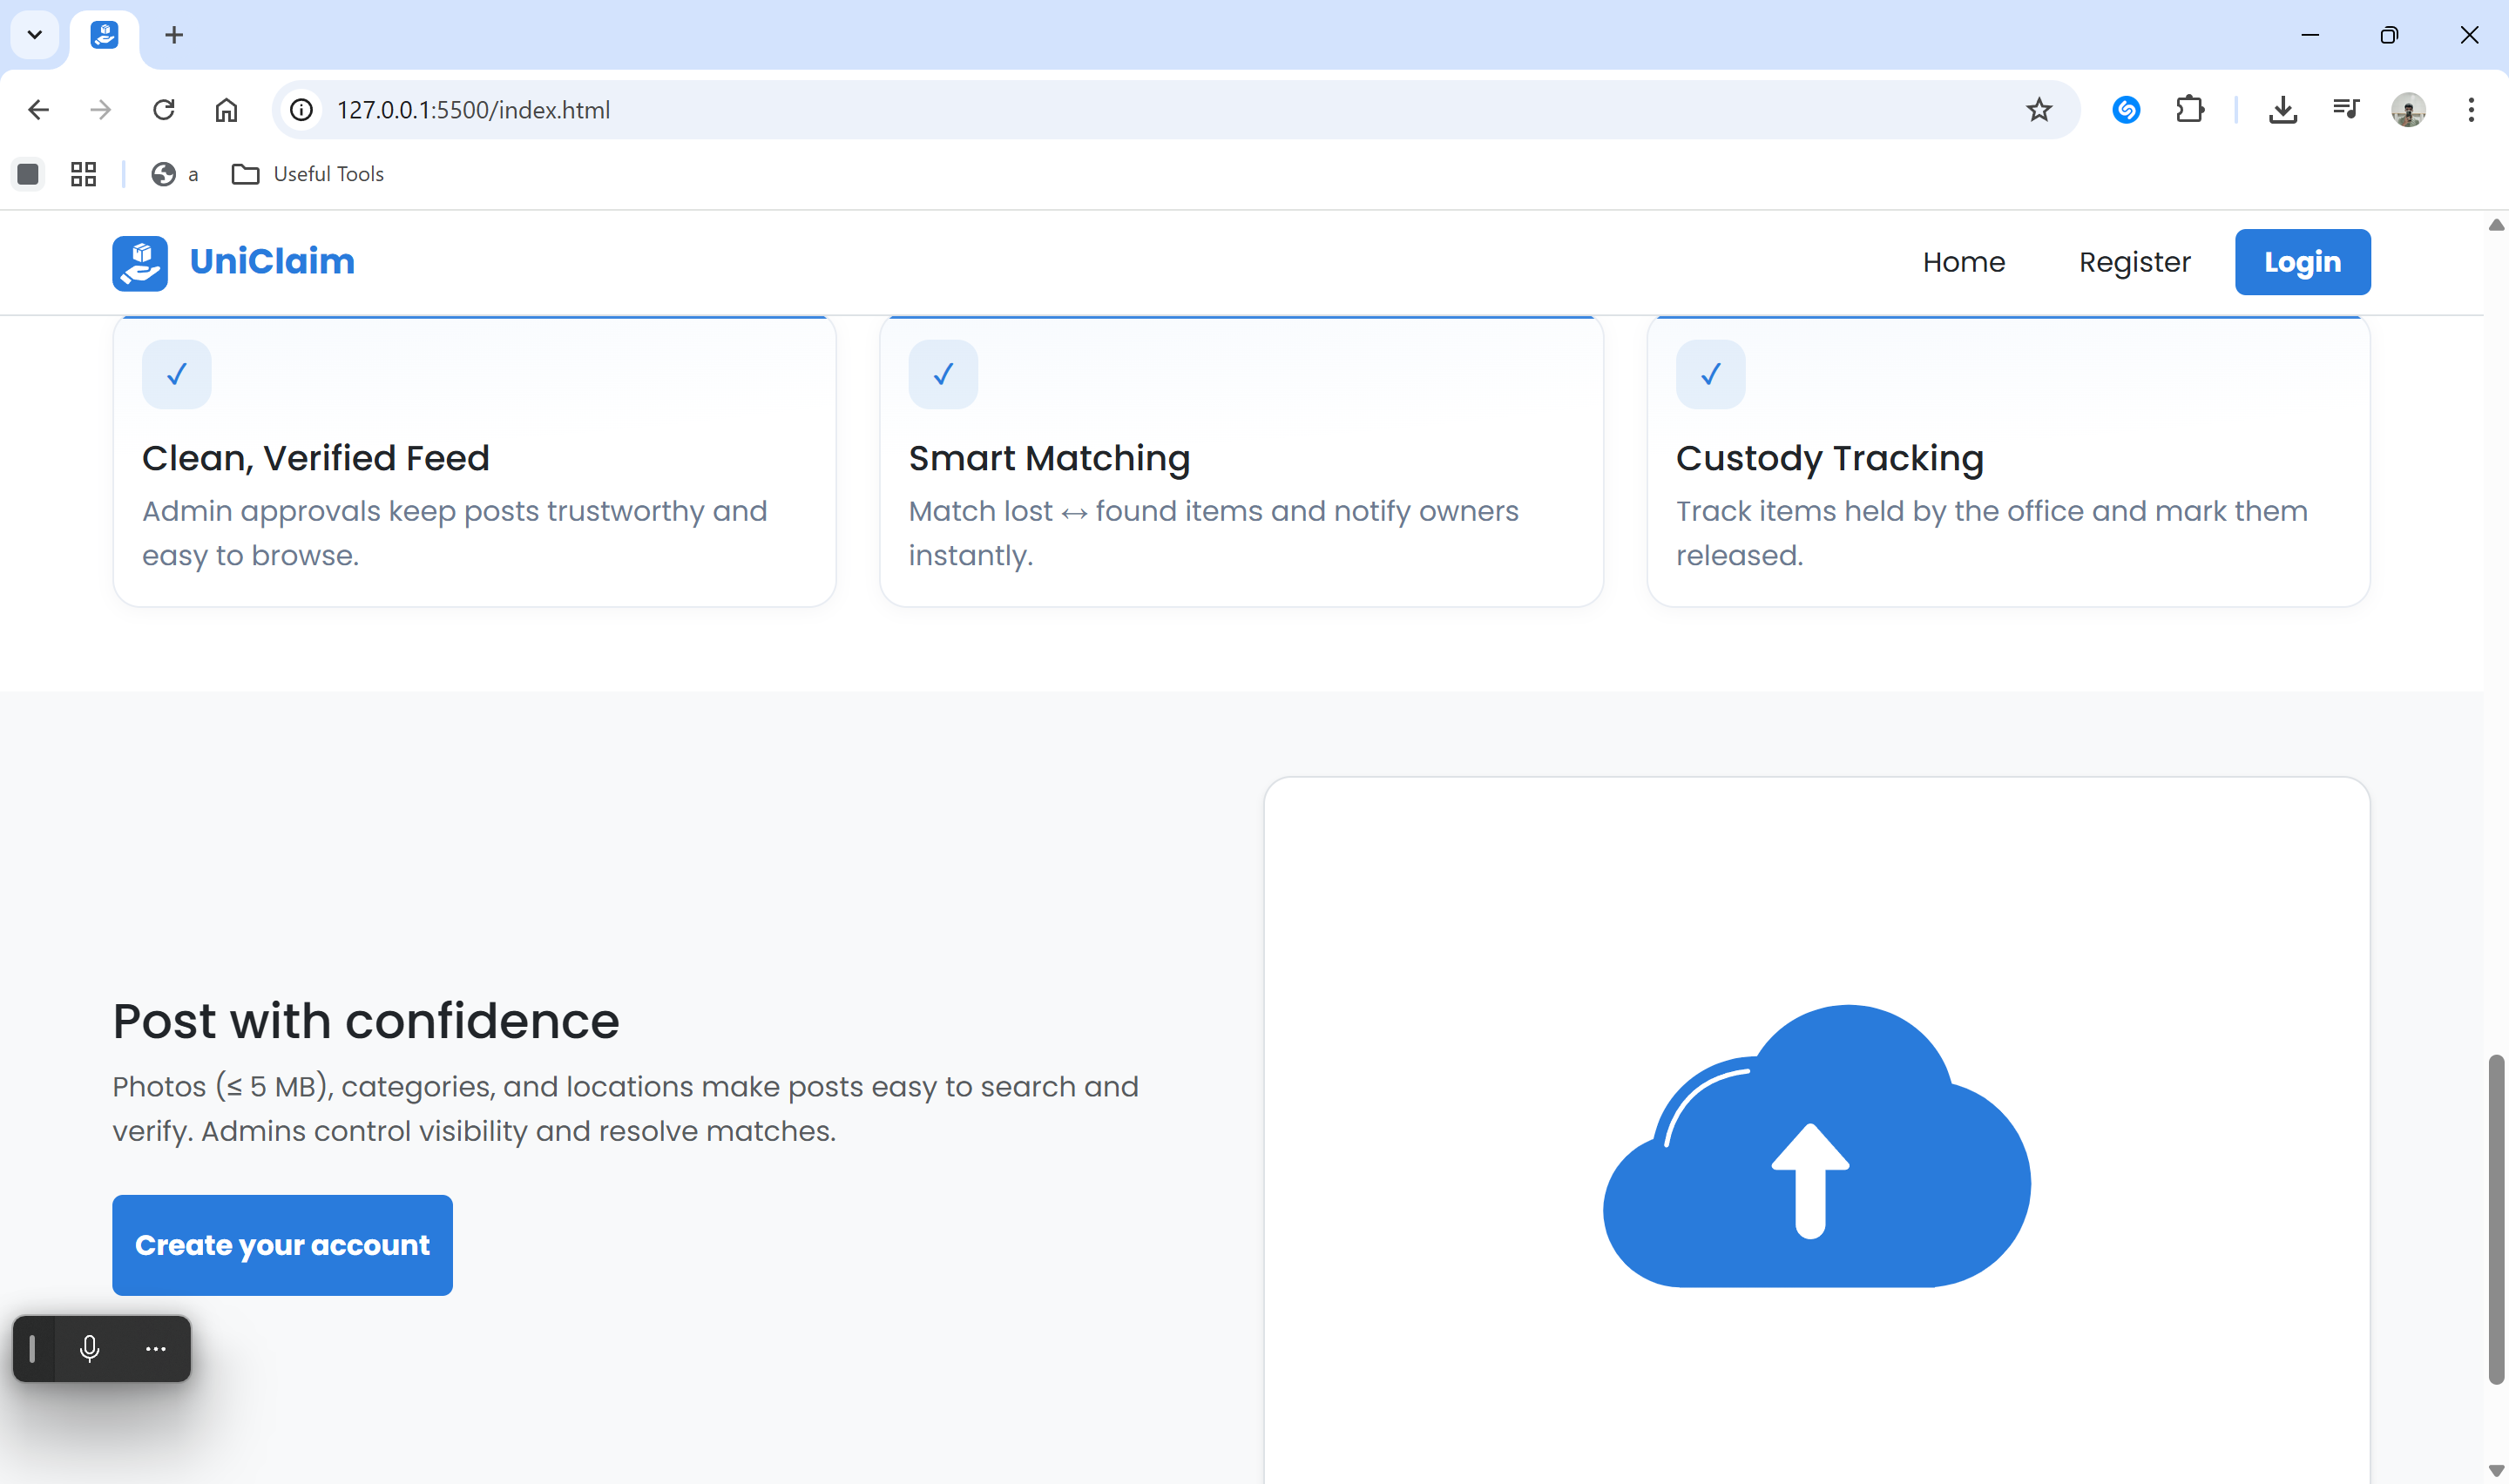 127.0.0.1:5500/index.html
a
Useful Tools
UniClaim
Home
Register
Login
✓
✓
✓
Clean, Verified Feed
Admin approvals keep posts trustworthy and
easy to browse.
Smart Matching
Match lost ↔ found items and notify owners
instantly.
Custody Tracking
Track items held by the office and mark them
released.
Post with confidence
Photos (≤ 5 MB), categories, and locations make posts easy to search and
verify. Admins control visibility and resolve matches.
Create your account